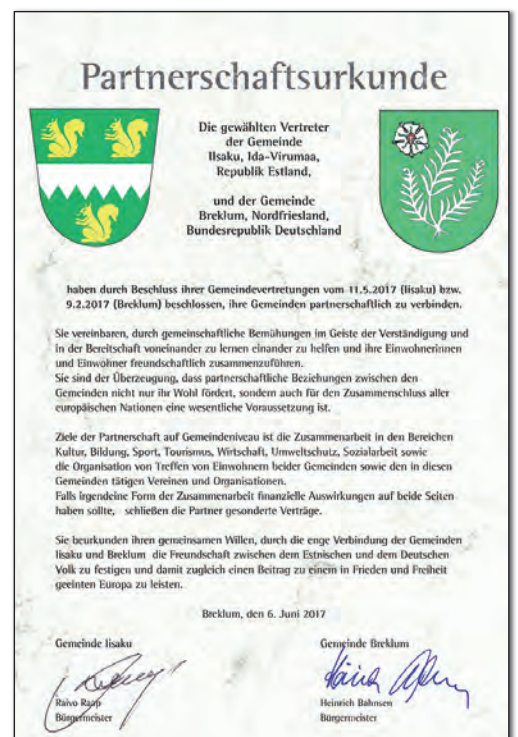 Partnerschaftsurkunde
Die gewählten Vertreter
der Gemeinde
Iisaku, Ida-Virumaa,
Republik Estland,
und der Gemeinde
Breklum, Nordfriesland,
Bundesrepublik Deutschland
haben durch Beschluss ihrer Gemeindevertretungen vom 11.5.2017 (Iisaku) bzw.
9.2.2017 (Breklum) beschlossen, ihre Gemeinden partnerschaftlich zu verbinden.
Sie vereinbaren, durch gemeinschaftliche Bemühungen im Geiste der Verständigung und
in der Bereitschaft voneinander zu lernen einander zu helfen und ihre Einwohnerinnen
und Einwohner freundschaftlich zusammenzuführen.
Sie sind der Überzeugung, dass partnerschaftliche Beziehungen zwischen den
Gemeinden nicht nur ihr Wohl fördert, sondern auch für den Zusammenschluss aller
europäischen Nationen eine wesentliche Voraussetzung ist.
Ziele der Partnerschaft auf Gemeindeniveau ist die Zusammenarbeit in den Bereichen
Kultur, Bildung, Sport, Tourismus, Wirtschaft, Umweltschutz, Sozialarbeit sowie
die Organisation von Treffen von Einwohnern beider Gemeinden sowie den in diesen
Gemeinden tätigen Vereinen und Organisationen.
Falls irgendeine Form der Zusammenarbeit finanzielle Auswirkungen auf beide Seiten
haben sollte, schließen die Partner gesonderte Verträge.
Sie beurkunden ihren gemeinsamen Willen, durch die enge Verbindung der Gemeinden
Iisaku und Breklum die Freundschaft zwischen dem Estnischen und dem Deutschen
Volk zu festigen und damit zugleich einen Beitrag zu einem in Frieden und Freiheit
geeinten Europa zu leisten.
Breklum, den 6. Juni 2017
Gemeinde Iisaku Gemeinde Breklum
Raivo Raap Heinrich Bahnsen
Bürgermeister Bürgermeister